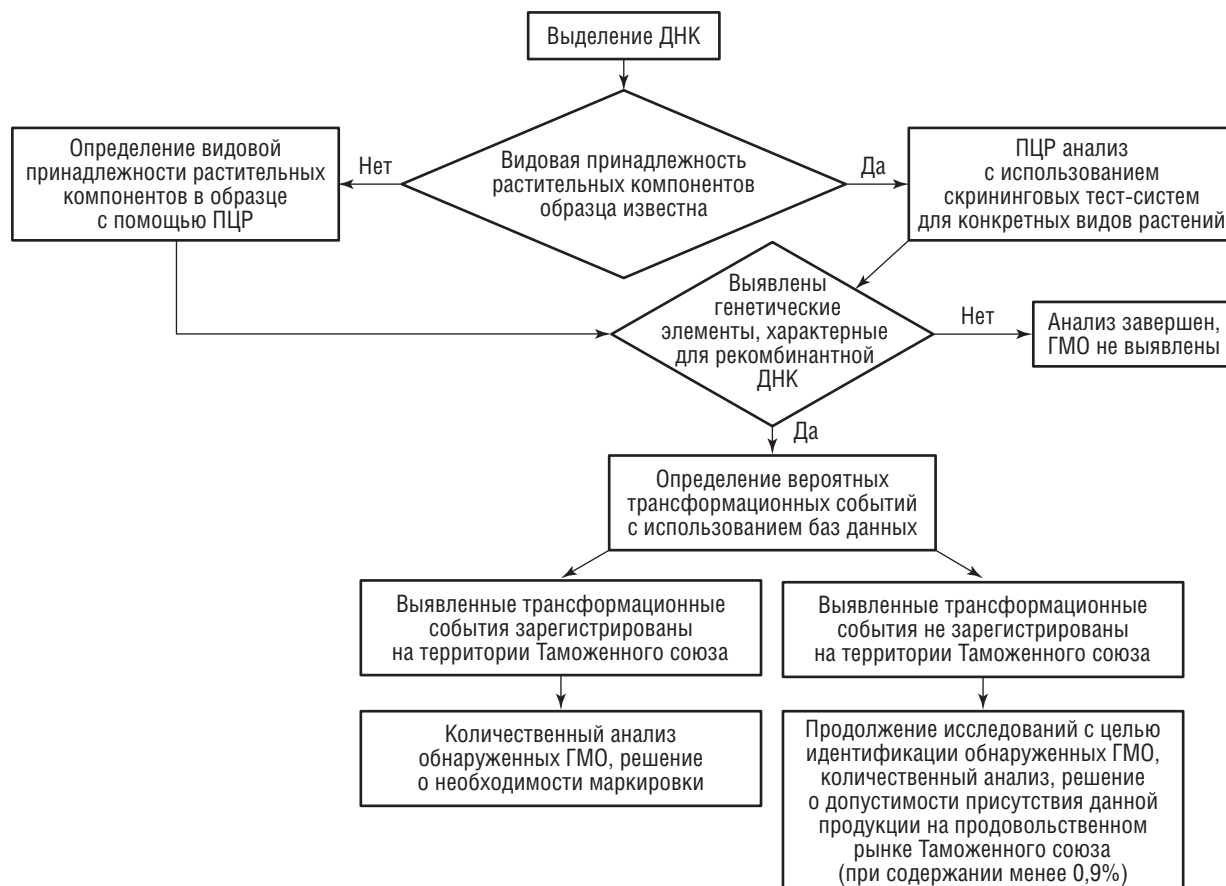 Выделение ДНК
Видовая принадлежность
растительных компонентов
образца известна
Нет
Да
Определение видовой
принадлежности растительных
компонентов в образце
с помощью ПЦР
ПЦР анализ
с использованием
скрининговых тест-систем
для конкретных видов растений
Выявлены
генетические
элементы, характерные
для рекомбинантной
ДНК
Нет
Анализ завершен,
ГМО не выявлены
Да
Определение вероятных
трансформационных событий
с использованием баз данных
Выявленные трансформационные
события зарегистрированы
на территории Таможенного союза
Выявленные трансформационные
события не зарегистрированы
на территории Таможенного союза
Количественный анализ
обнаруженных ГМО, решение
о необходимости маркировки
Продолжение исследований с целью
идентификации обнаруженных ГМО,
количественный анализ, решение
о допустимости присутствия данной
продукции на продовольственном
рынке Таможенного союза
(при содержании менее 0,9%)